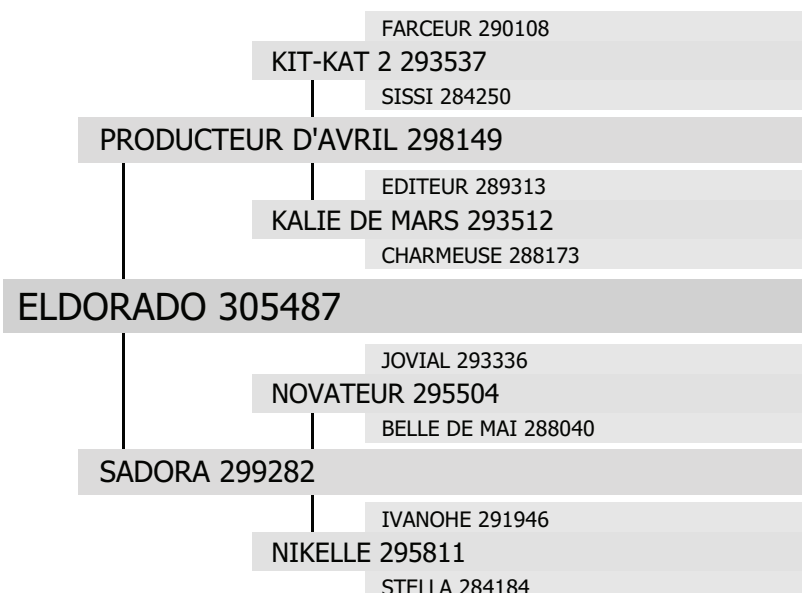 FARCEUR 290108
KIT-KAT 2 293537
SISSI 284250
PRODUCTEUR D'AVRIL 298149
EDITEUR 289313
KALIE DE MARS 293512
CHARMEUSE 288173
ELDORADO 305487
JOVIAL 293336
NOVATEUR 295504
BELLE DE MAI 288040
SADORA 299282
IVANOHE 291946
NIKELLE 295811
STELLA 284184